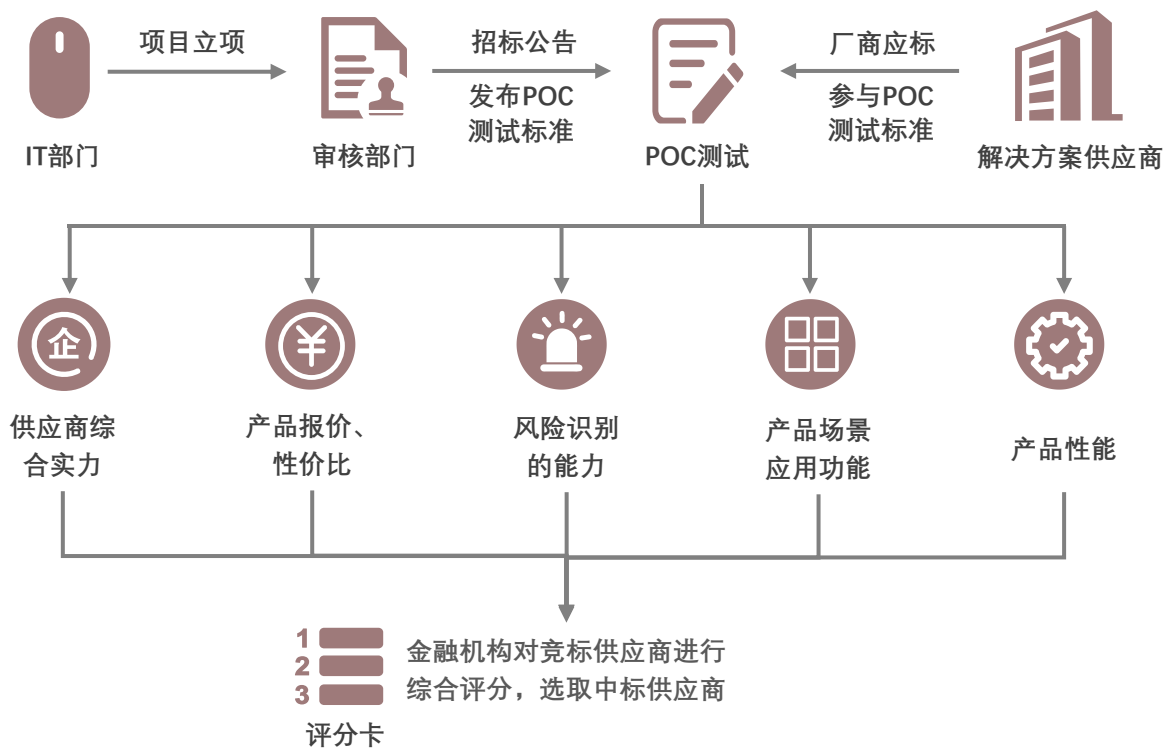 项目立项
招标公告
厂商应标
发布POC
测试标准
参与POC
测试标准
IT部门
审核部门
POC测试
解决方案供应商
企
¥
供应商综
合实力
产品报价、
性价比
风险识别
的能力
产品场景
应用功能
产品性能
1
2
3
金融机构对竞标供应商进行
综合评分，选取中标供应商
评分卡